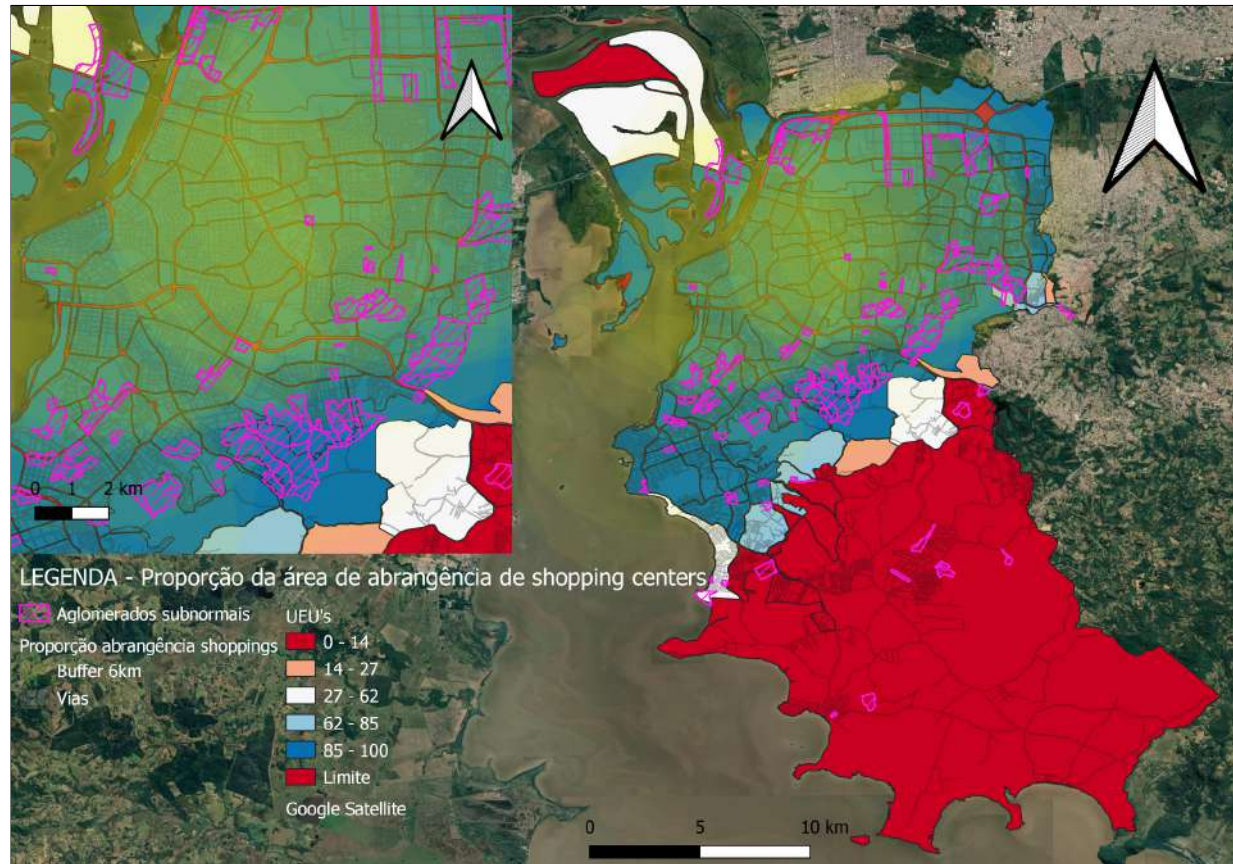 0 1 2 km
LEGENDA - Proporção da área de abrangência de shopping centers
Aglomerados subnormais
Proporção abrangência shoppings
Buffer 6km
Vias
UEU's
0 - 14
14 - 27
27 - 62
62 - 85
85 - 100
Limite
Google Satellite
0 5 10 km